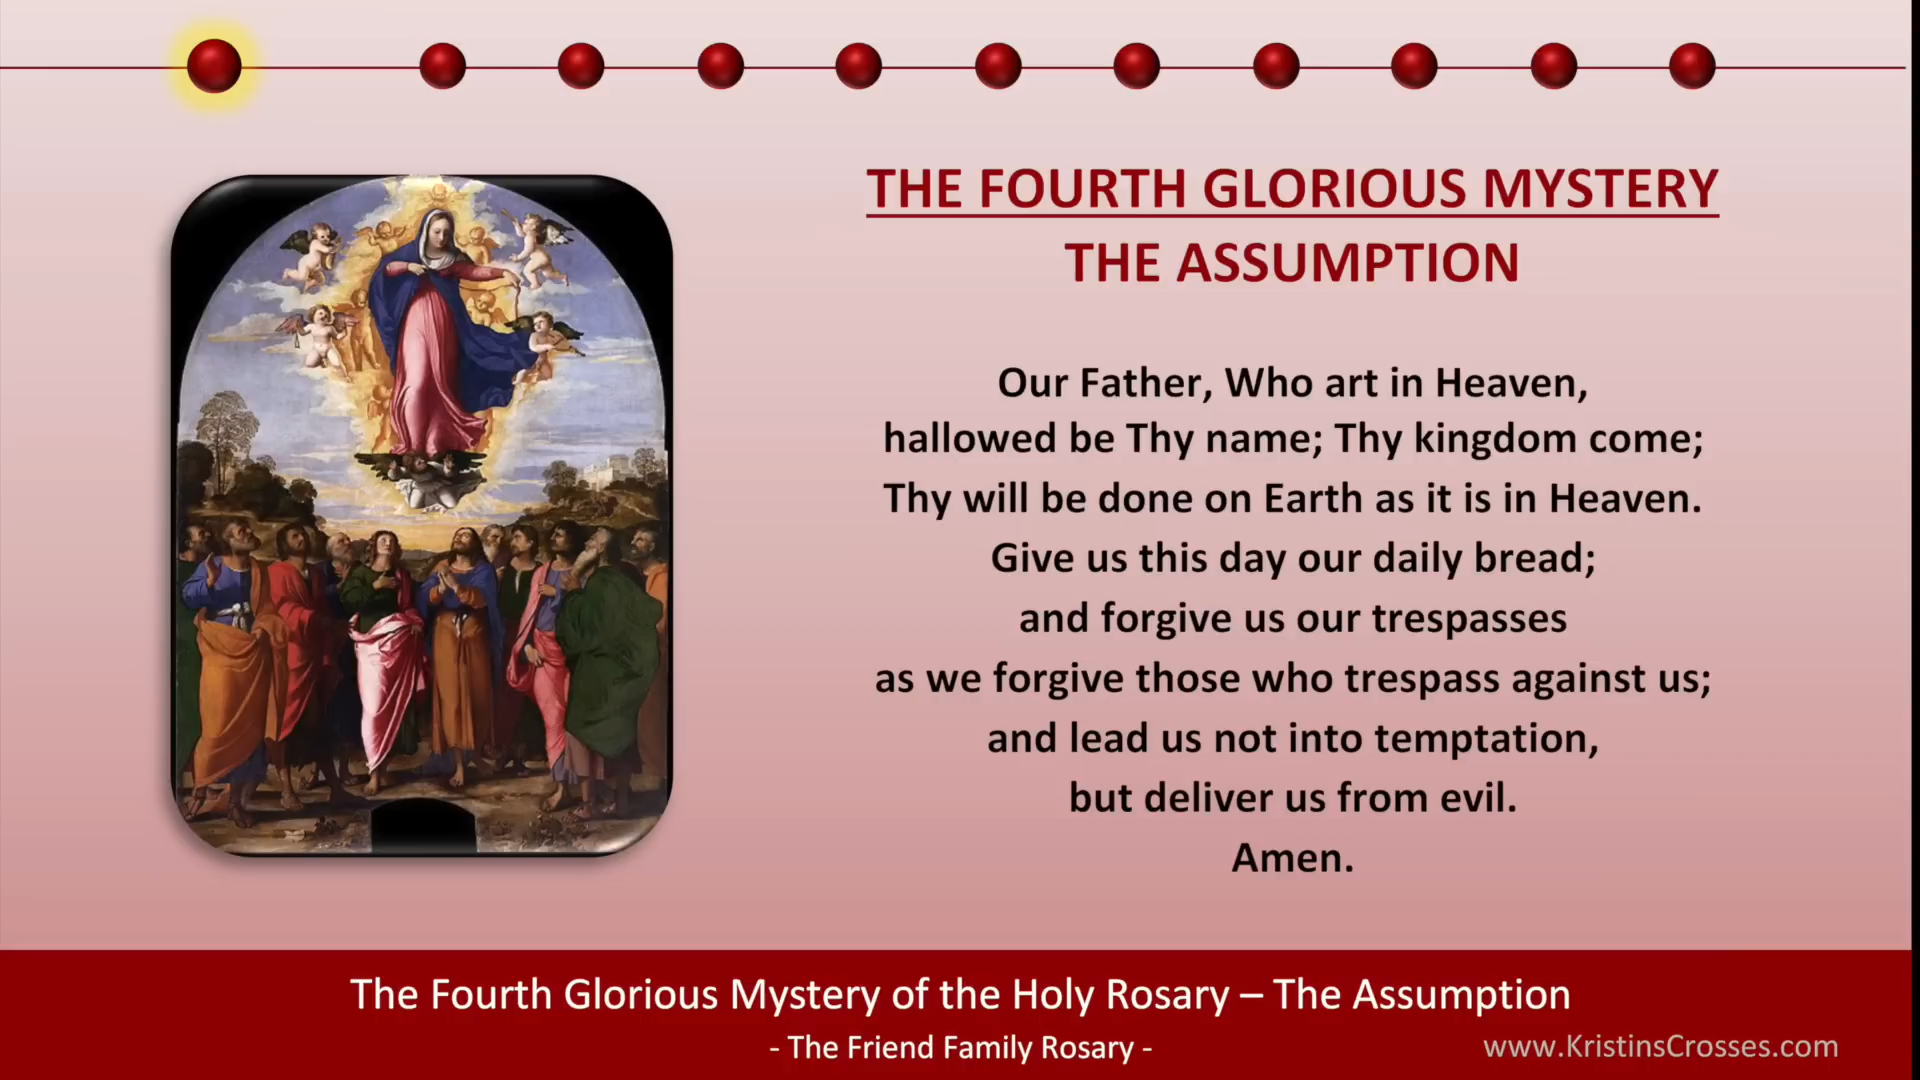 THE FOURTH GLORIOUS MYSTERY
THE ASSUMPTION
Our Father, Who art in Heaven,
hallowed be Thy name; Thy kingdom come;
Thy will be done on Earth as it is in Heaven.
Give us this day our daily bread;
and forgive us our trespasses
as we forgive those who trespass against us;
and lead us not into temptation,
but deliver us from evil.
Amen.
The Fourth Glorious Mystery of the Holy Rosary – The Assumption
- The Friend Family Rosary -
www.KristinsCrosses.com